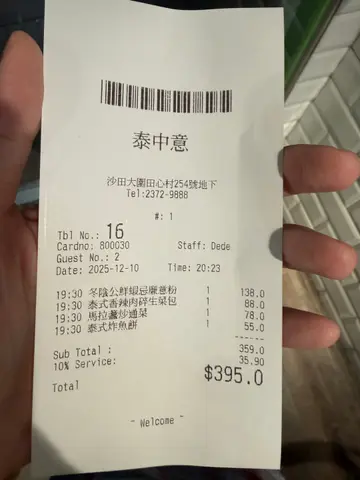 泰中意
沙田大圍田心村254號地下
Tel:2372-9888
#: 1
Tbl No.: 16
Cardno: 800030 Staff: Dede
Guest No.: 2
Date: 2025-12-10 Time: 20:23
19:30 冬陰公鮮蝦忌廉意粉 1 138.0
19:30 泰式香辣肉碎生菜包 1 88.0
19:30 馬拉盞炒通菜 1 78.0
19:30 泰式炸魚餅 1 55.0
------
Sub Total : 359.0
10% Service: 35.90
Total $395.0
~ Welcome ~